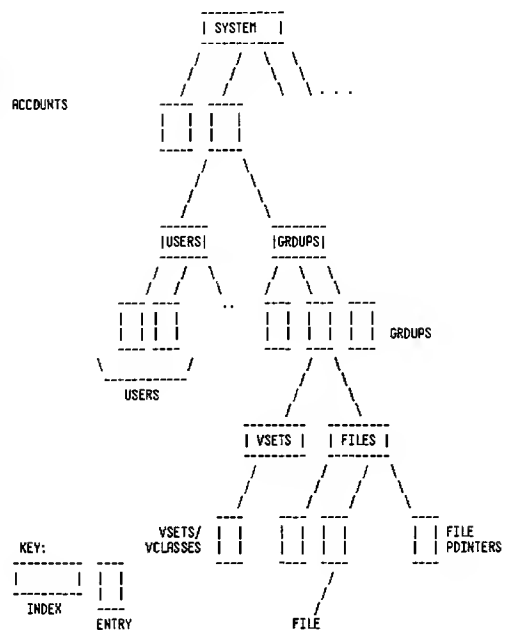 SYSTEM
. . .
ACCOUNTS
USERS
GROUPS
..
GROUPS
USERS
VSETS
FILES
VSETS/
VCLASSES
FILE
POINTERS
KEY:
INDEX
ENTRY
FILE